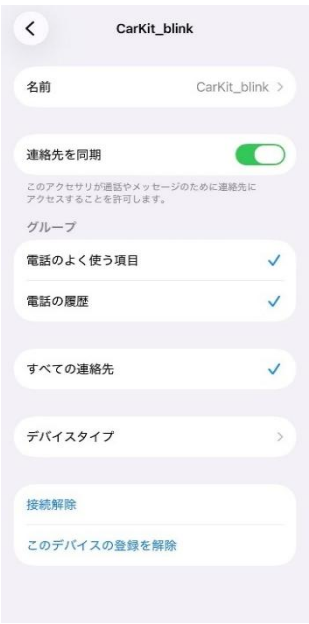 CarKit_blink
名前 CarKit_blink
連絡先を同期
このアクセサリが通話やメッセージのために連絡先に
アクセスすることを許可します。
グループ
電話のよく使う項目
電話の履歴
すべての連絡先
デバイスタイプ
接続解除
このデバイスの登録を解除